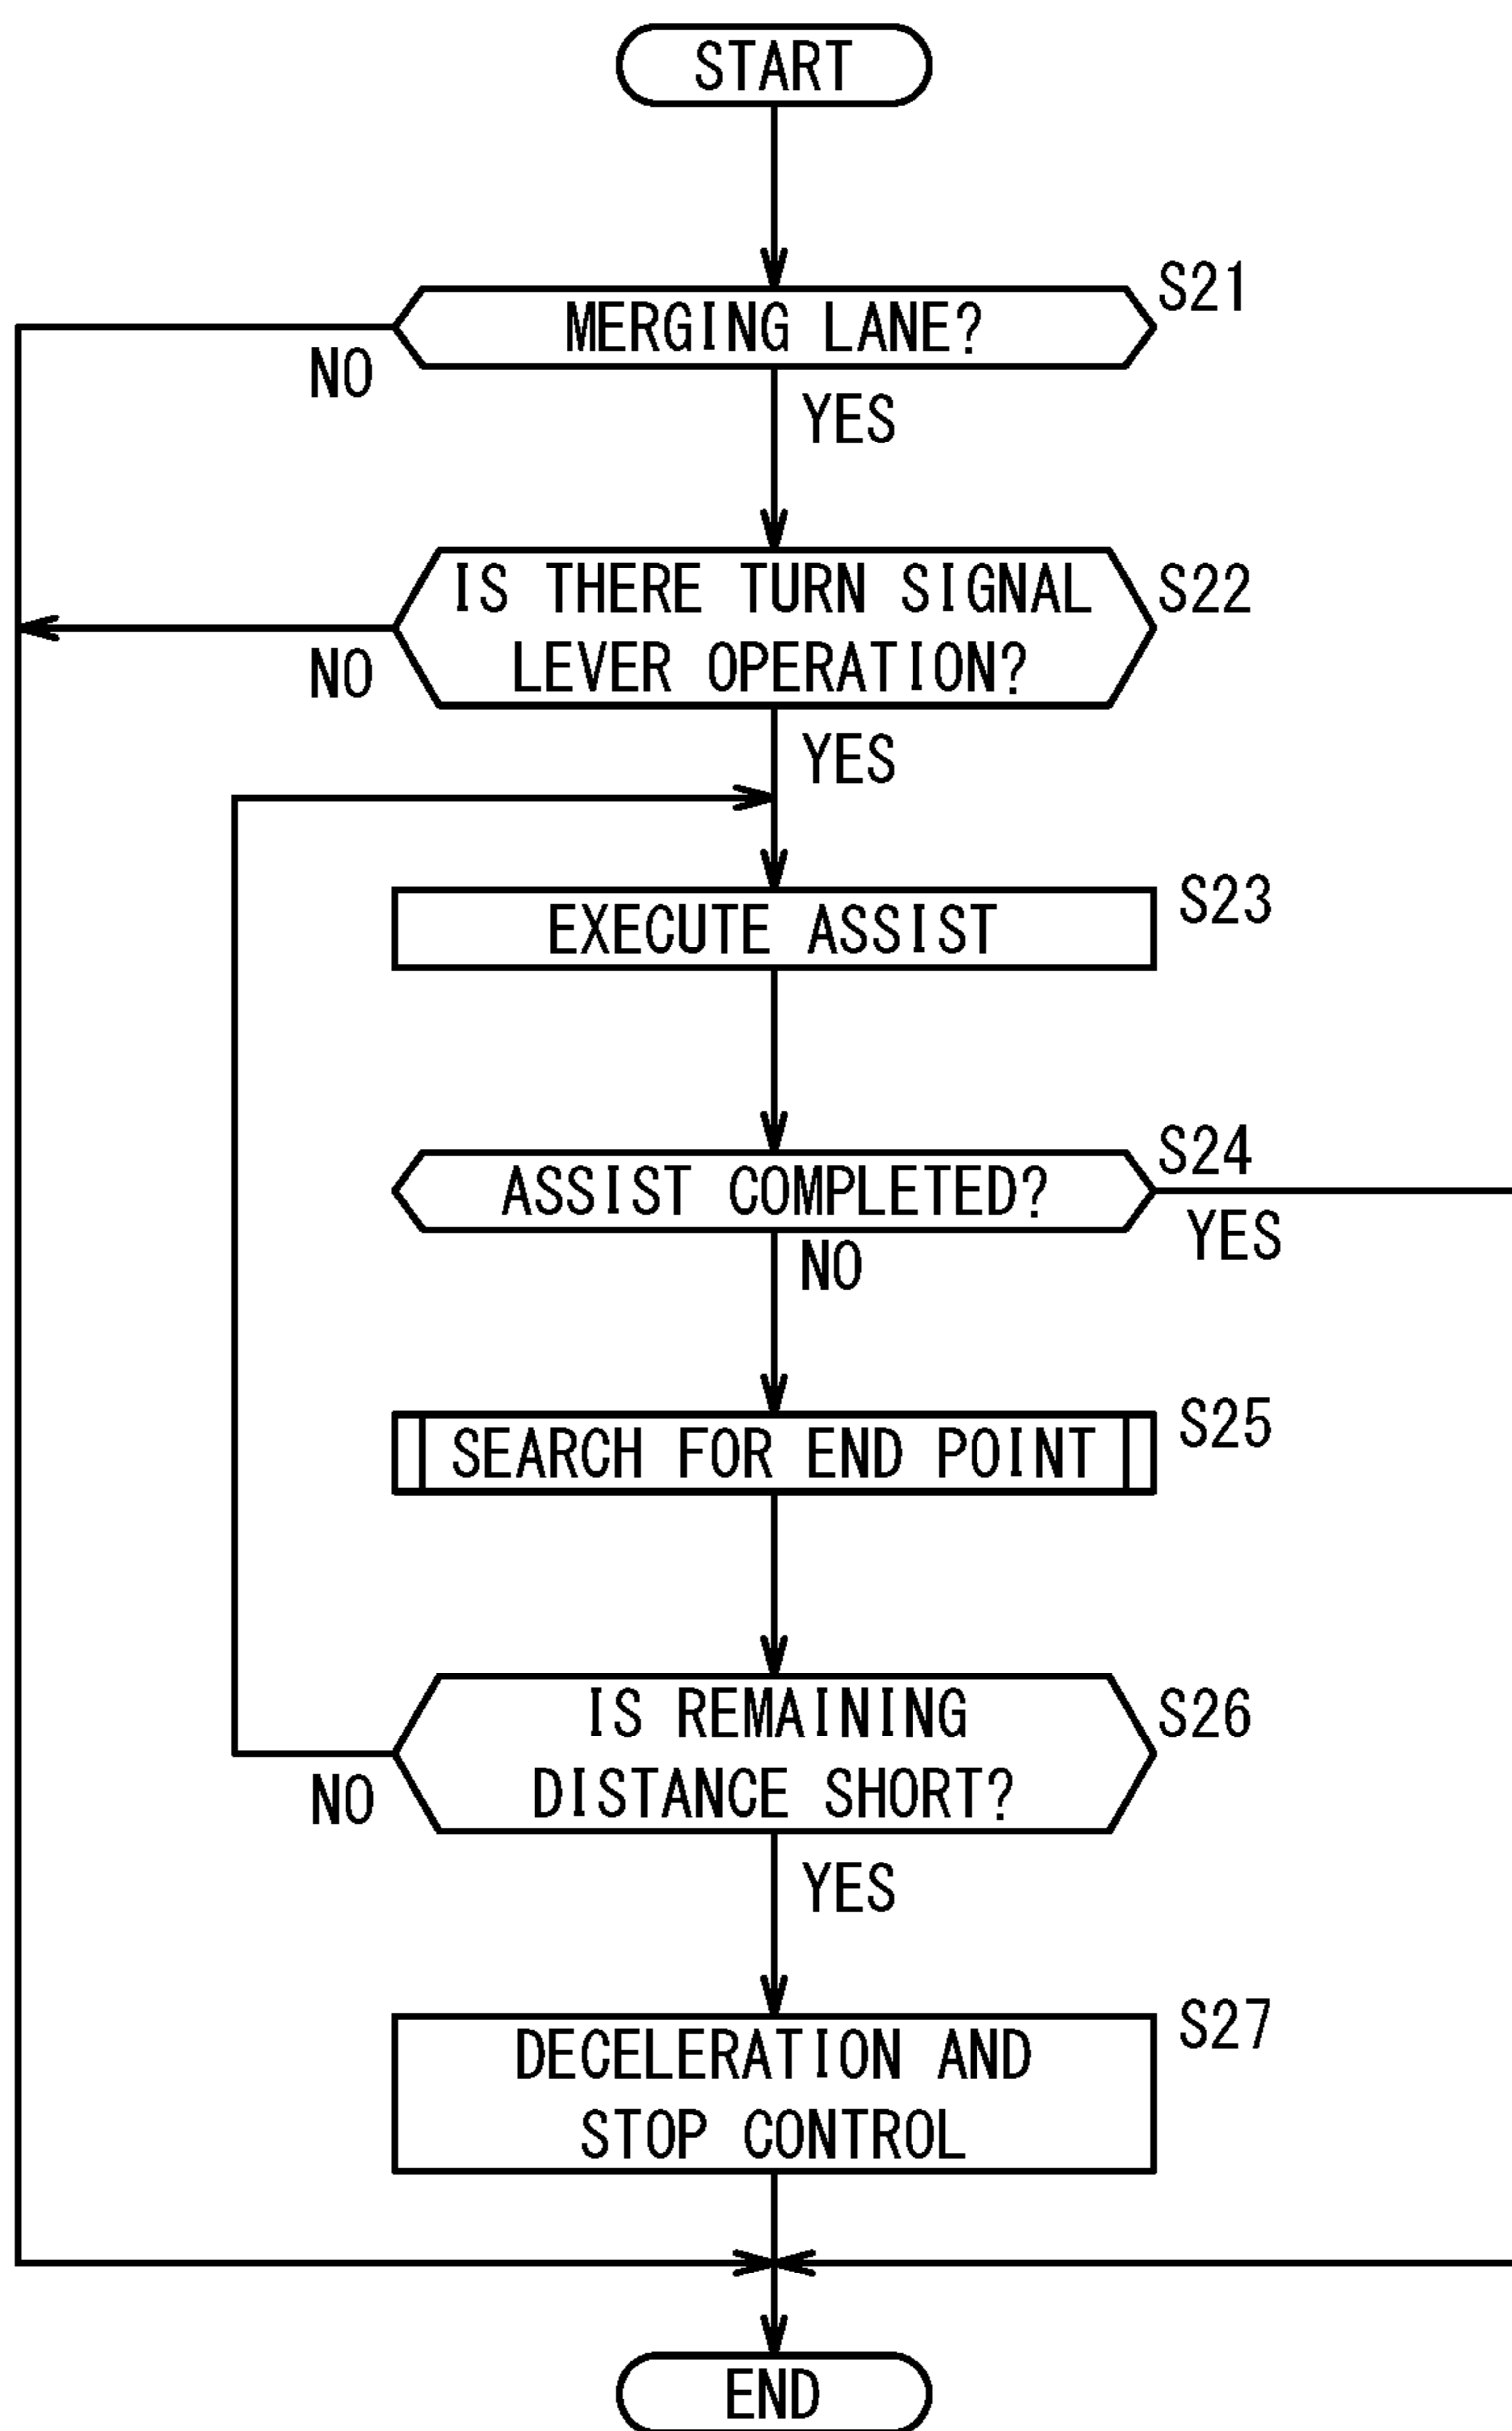 START
MERGING LANE?
S21
NO
YES
IS THERE TURN SIGNAL
LEVER OPERATION?
S22
NO
YES
EXECUTE ASSIST
S23
ASSIST COMPLETED?
S24
YES
NO
SEARCH FOR END POINT
S25
IS REMAINING
DISTANCE SHORT?
S26
NO
YES
DECELERATION AND
STOP CONTROL
S27
END